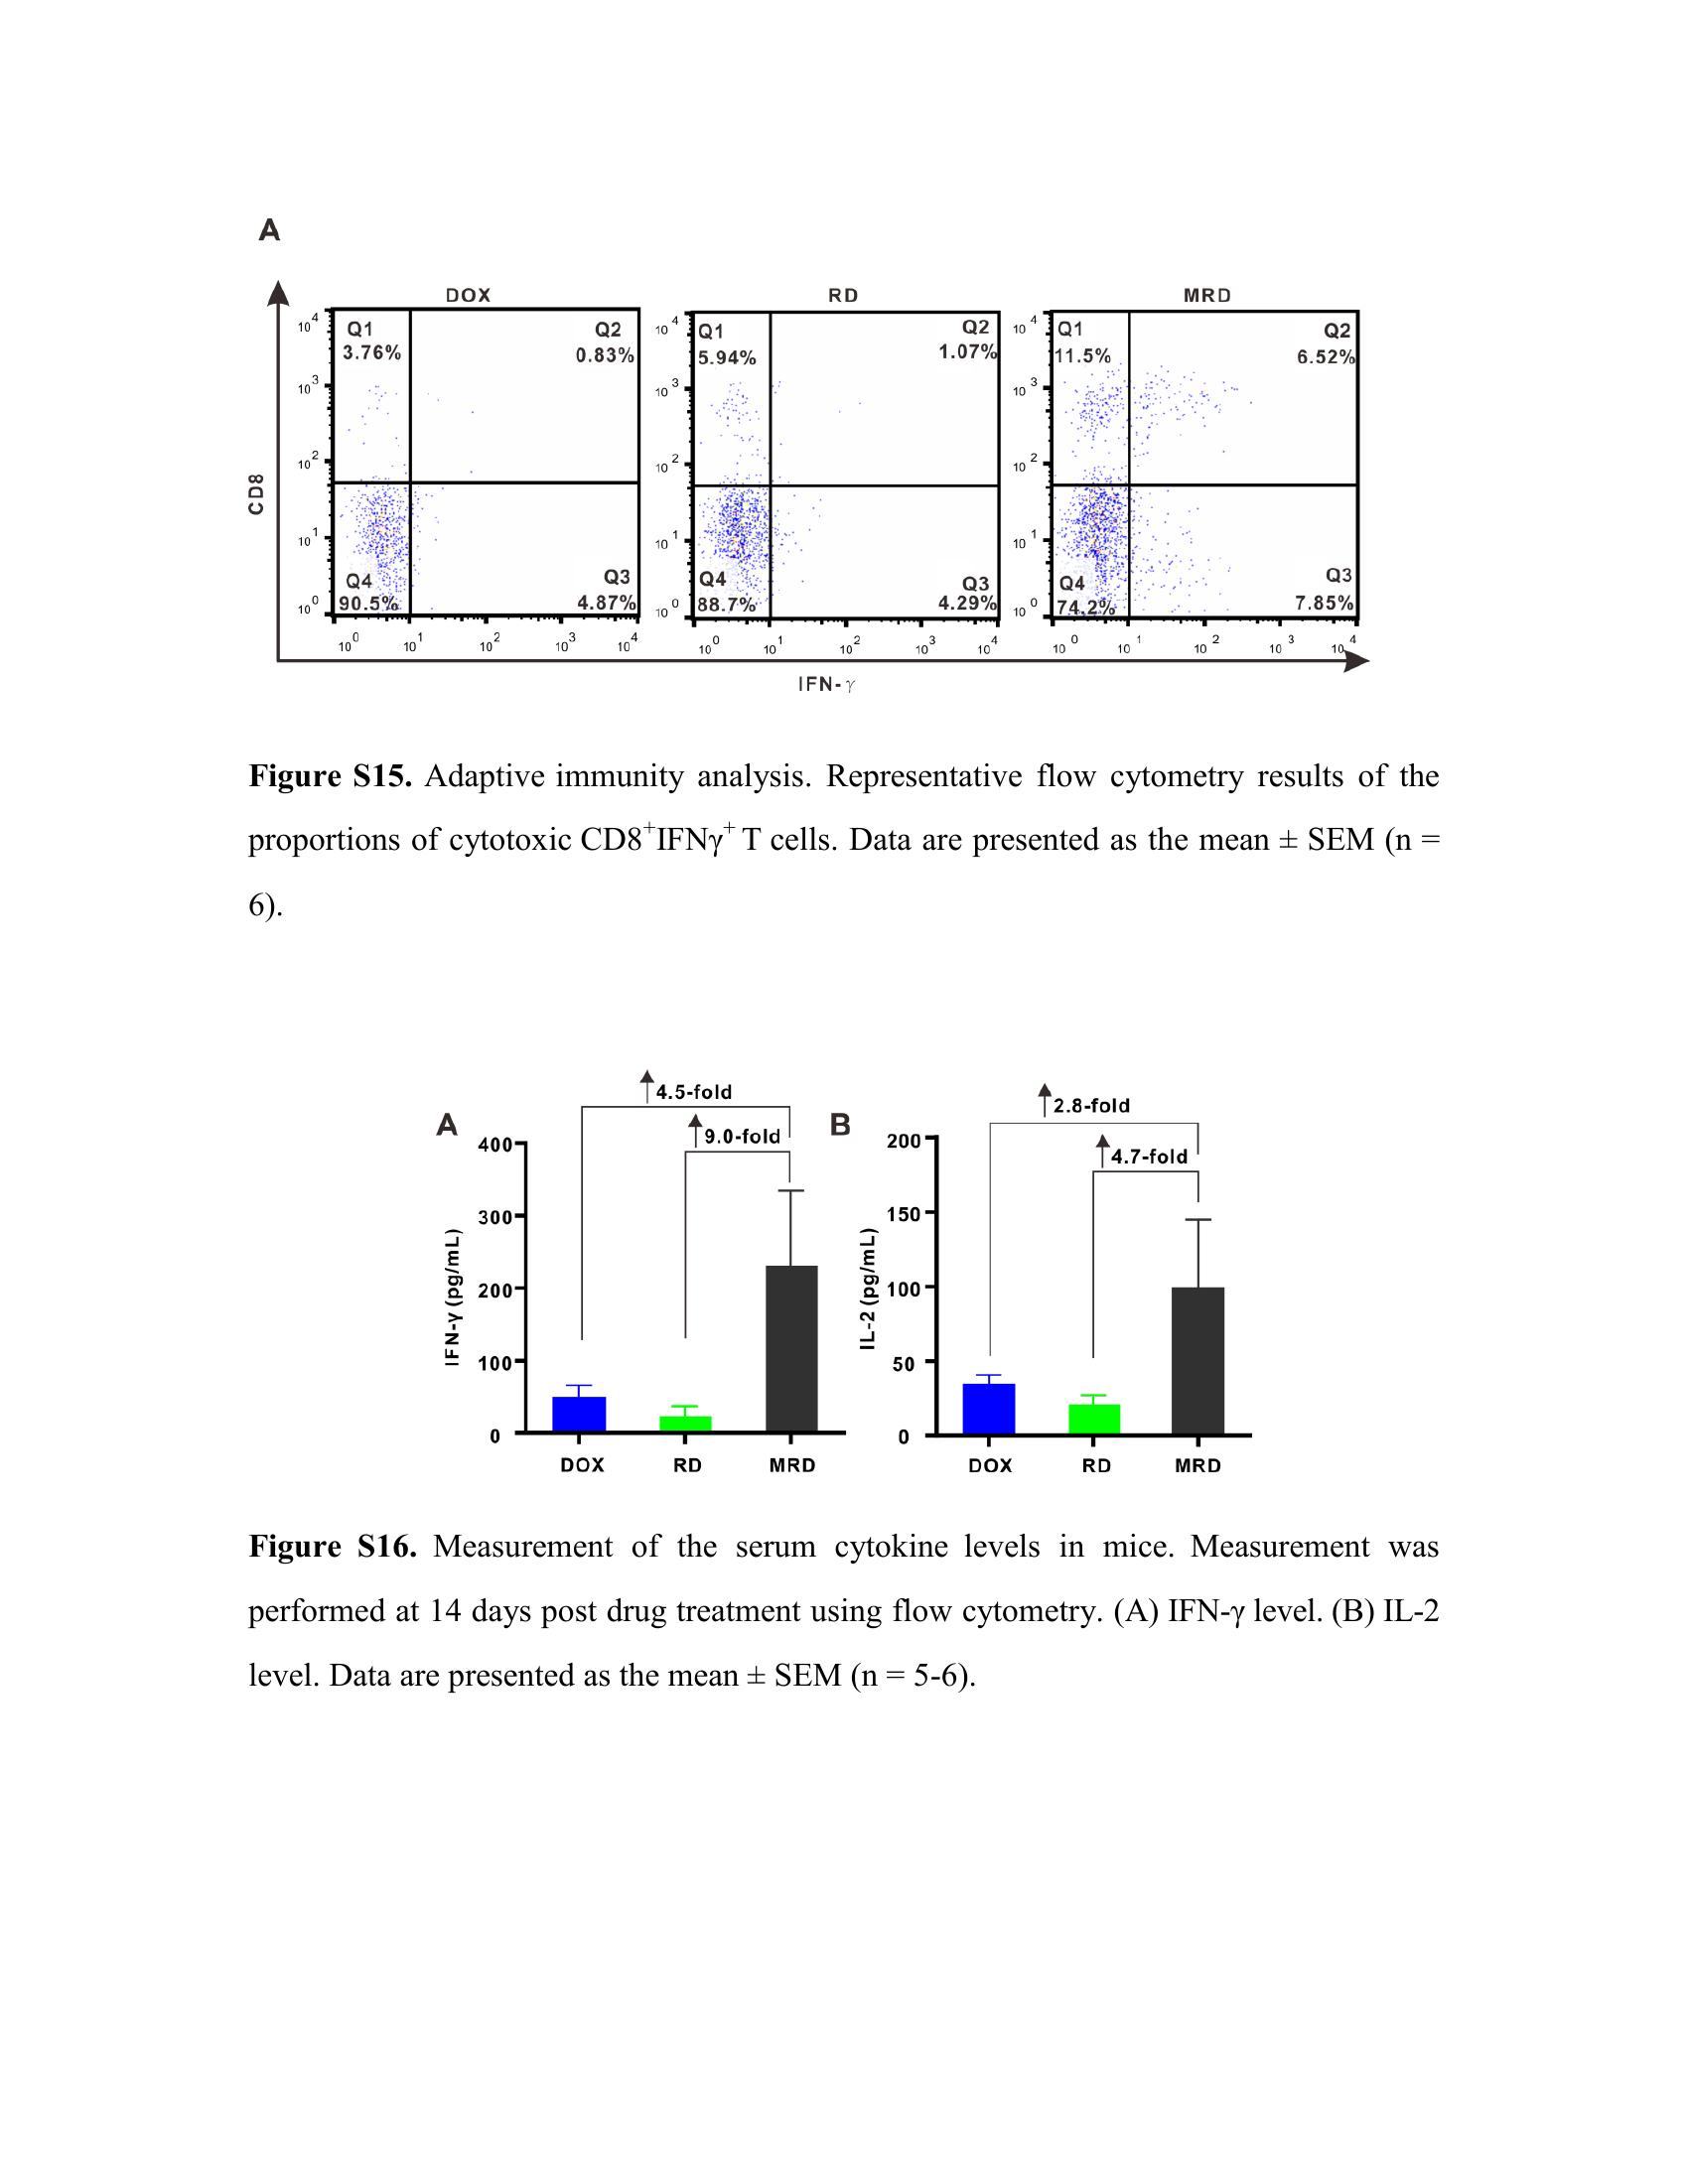 A
DOX
RD
MRD
CD8
10^4
10^3
10^2
10^1
10^0
Q1
3.76%
Q2
0.83%
Q4
90.5%
Q3
4.87%
10^0 10^1 10^2 10^3 10^4
10^4
10^3
10^2
10^1
10^0
Q1
5.94%
Q2
1.07%
Q4
88.7%
Q3
4.29%
10^0 10^1 10^2 10^3 10^4
10^4
10^3
10^2
10^1
10^0
Q1
11.5%
Q2
6.52%
Q4
74.2%
Q3
7.85%
10^0 10^1 10^2 10^3 10^4
IFN-γ
Figure S15. Adaptive immunity analysis. Representative flow cytometry results of the
proportions of cytotoxic CD8⁺IFNγ⁺ T cells. Data are presented as the mean ± SEM (n =
6).
A
4.5-fold
9.0-fold
IFN-γ (pg/mL)
400
300
200
100
0
DOX RD MRD
B
2.8-fold
4.7-fold
IL-2 (pg/mL)
200
150
100
50
0
DOX RD MRD
Figure S16. Measurement of the serum cytokine levels in mice. Measurement was
performed at 14 days post drug treatment using flow cytometry. (A) IFN-γ level. (B) IL-2
level. Data are presented as the mean ± SEM (n = 5-6).